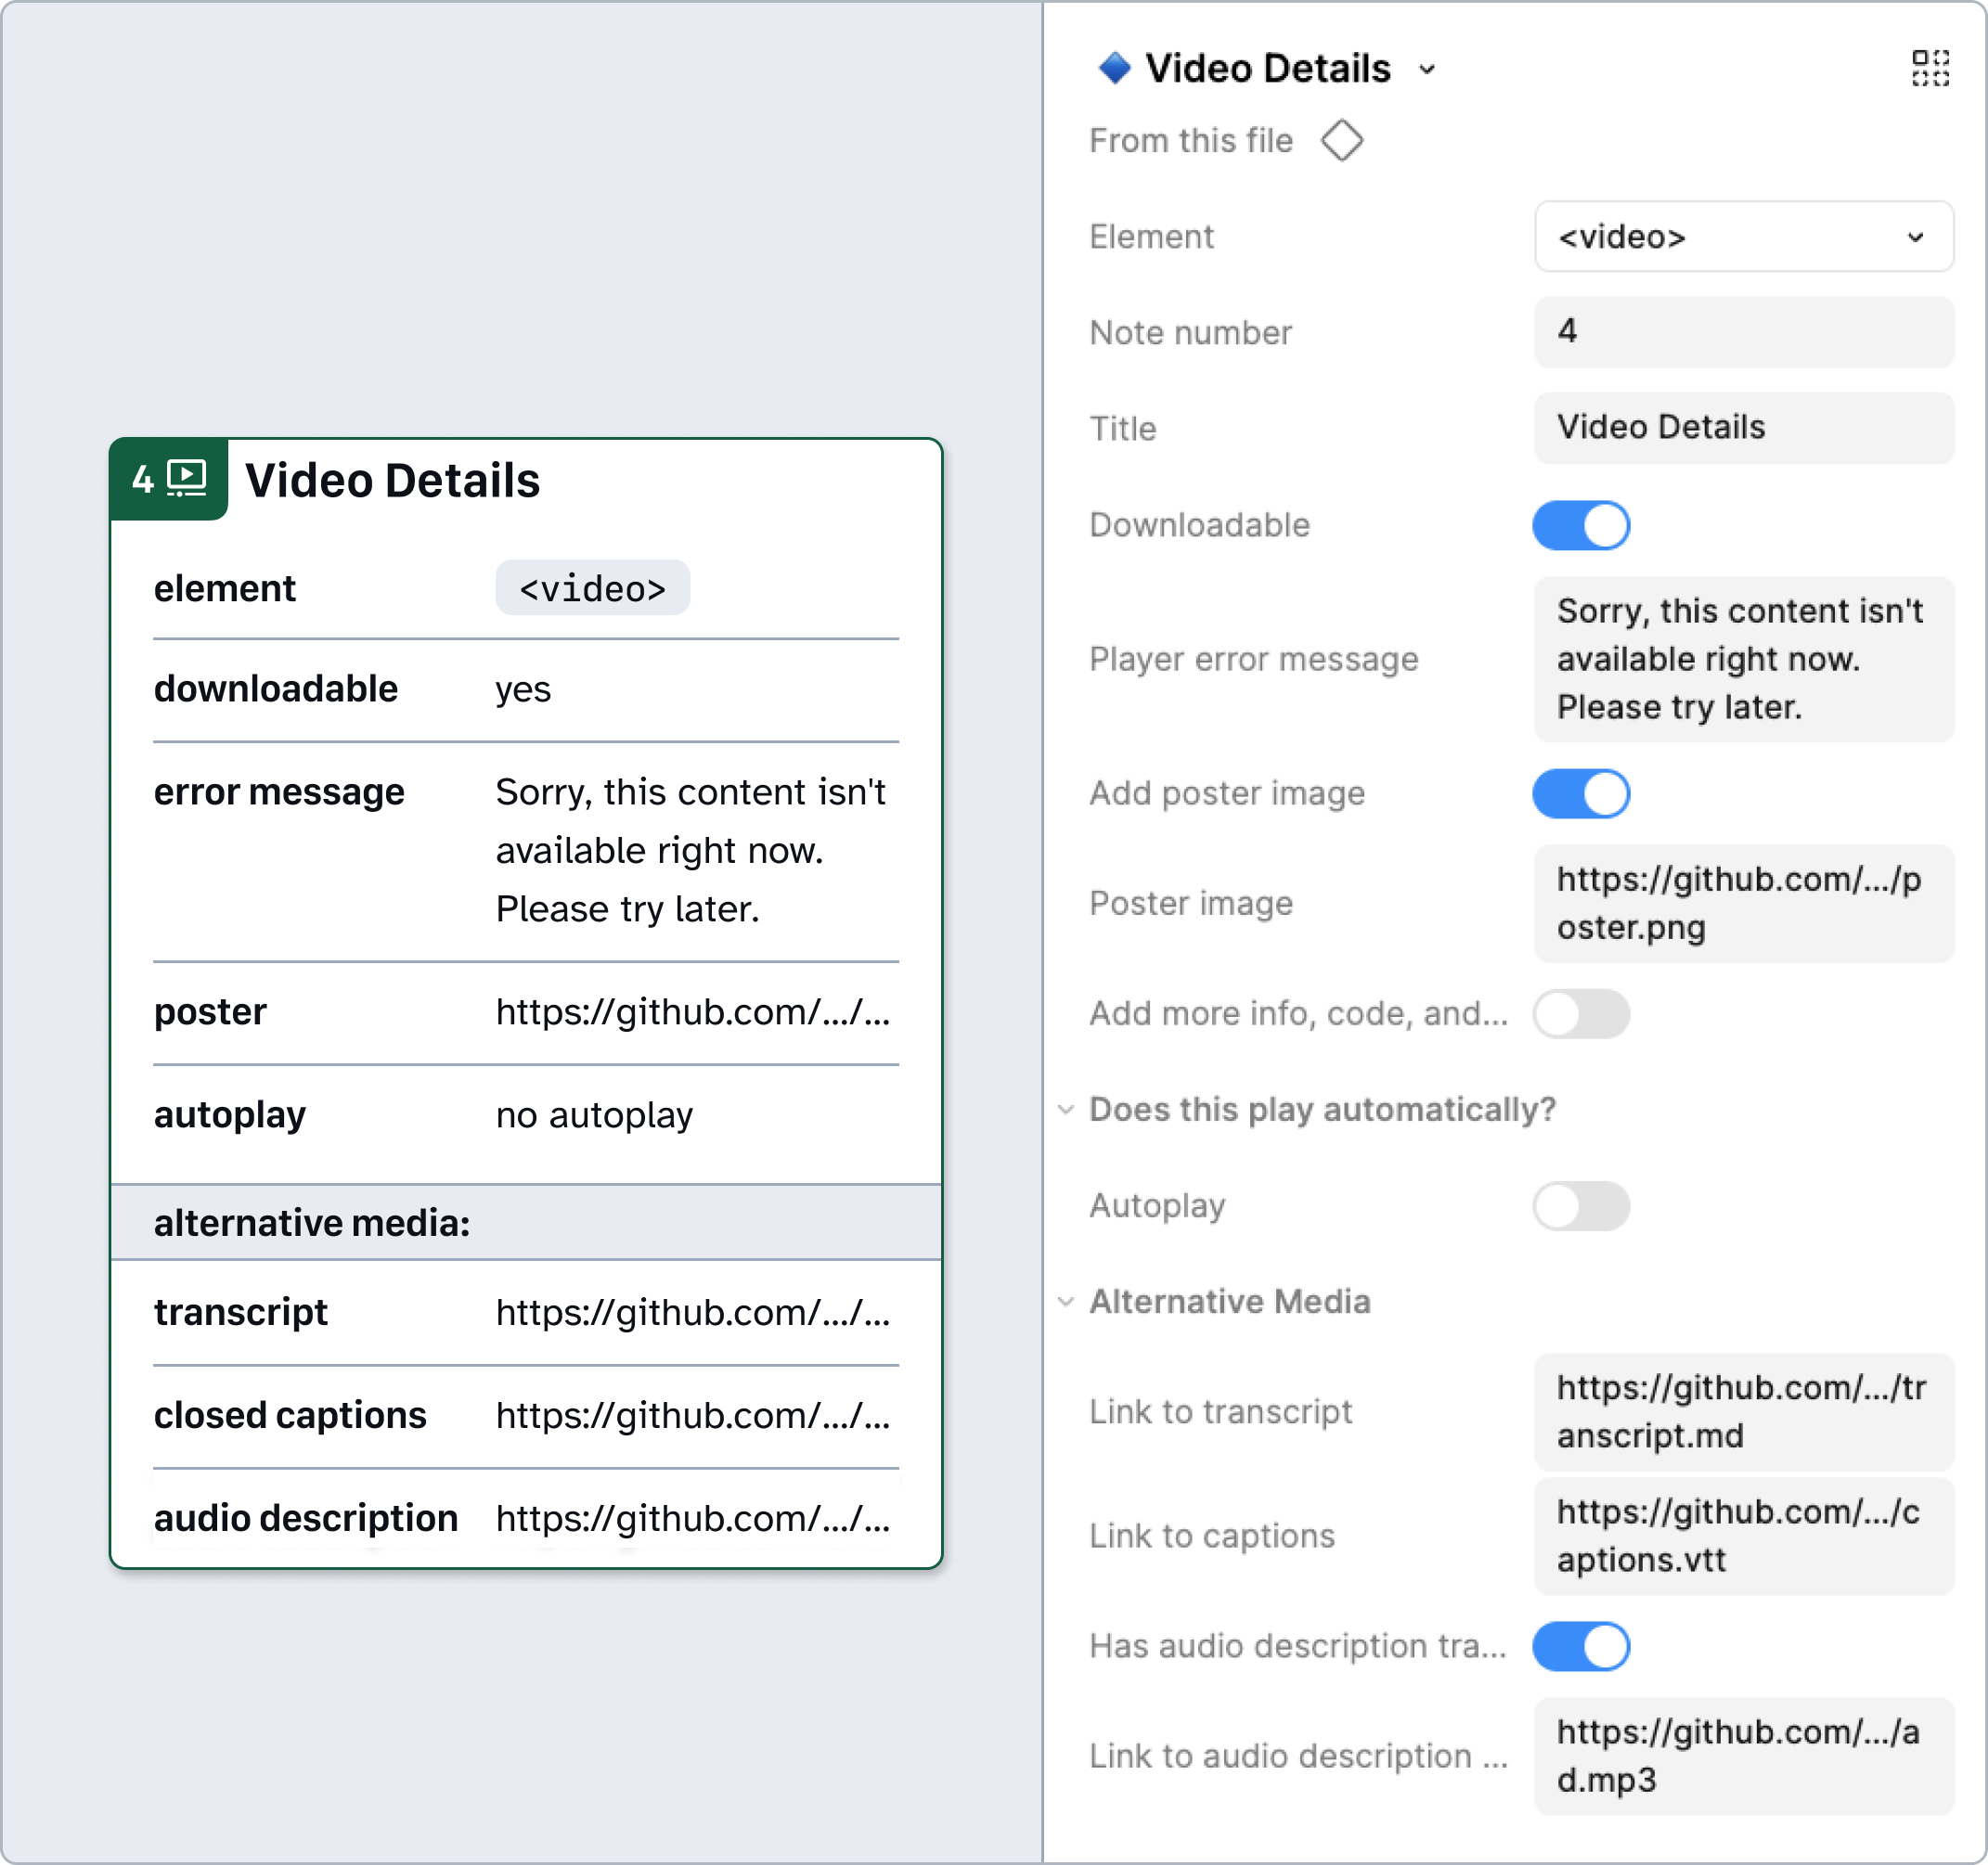 4 Video Details
element <video>
downloadable yes
error message Sorry, this content isn't
available right now.
Please try later.
poster https://github.com/.../...
autoplay no autoplay
alternative media:
transcript https://github.com/.../...
closed captions https://github.com/.../...
audio description https://github.com/.../...
Video Details
From this file
Element <video>
Note number 4
Title Video Details
Downloadable
Player error message Sorry, this content isn't
available right now.
Please try later.
Add poster image
Poster image https://github.com/.../p
oster.png
Add more info, code, and...
Does this play automatically?
Autoplay
Alternative Media
Link to transcript https://github.com/.../tr
anscript.md
Link to captions https://github.com/.../c
aptions.vtt
Has audio description tra...
Link to audio description ... https://github.com/.../a
d.mp3